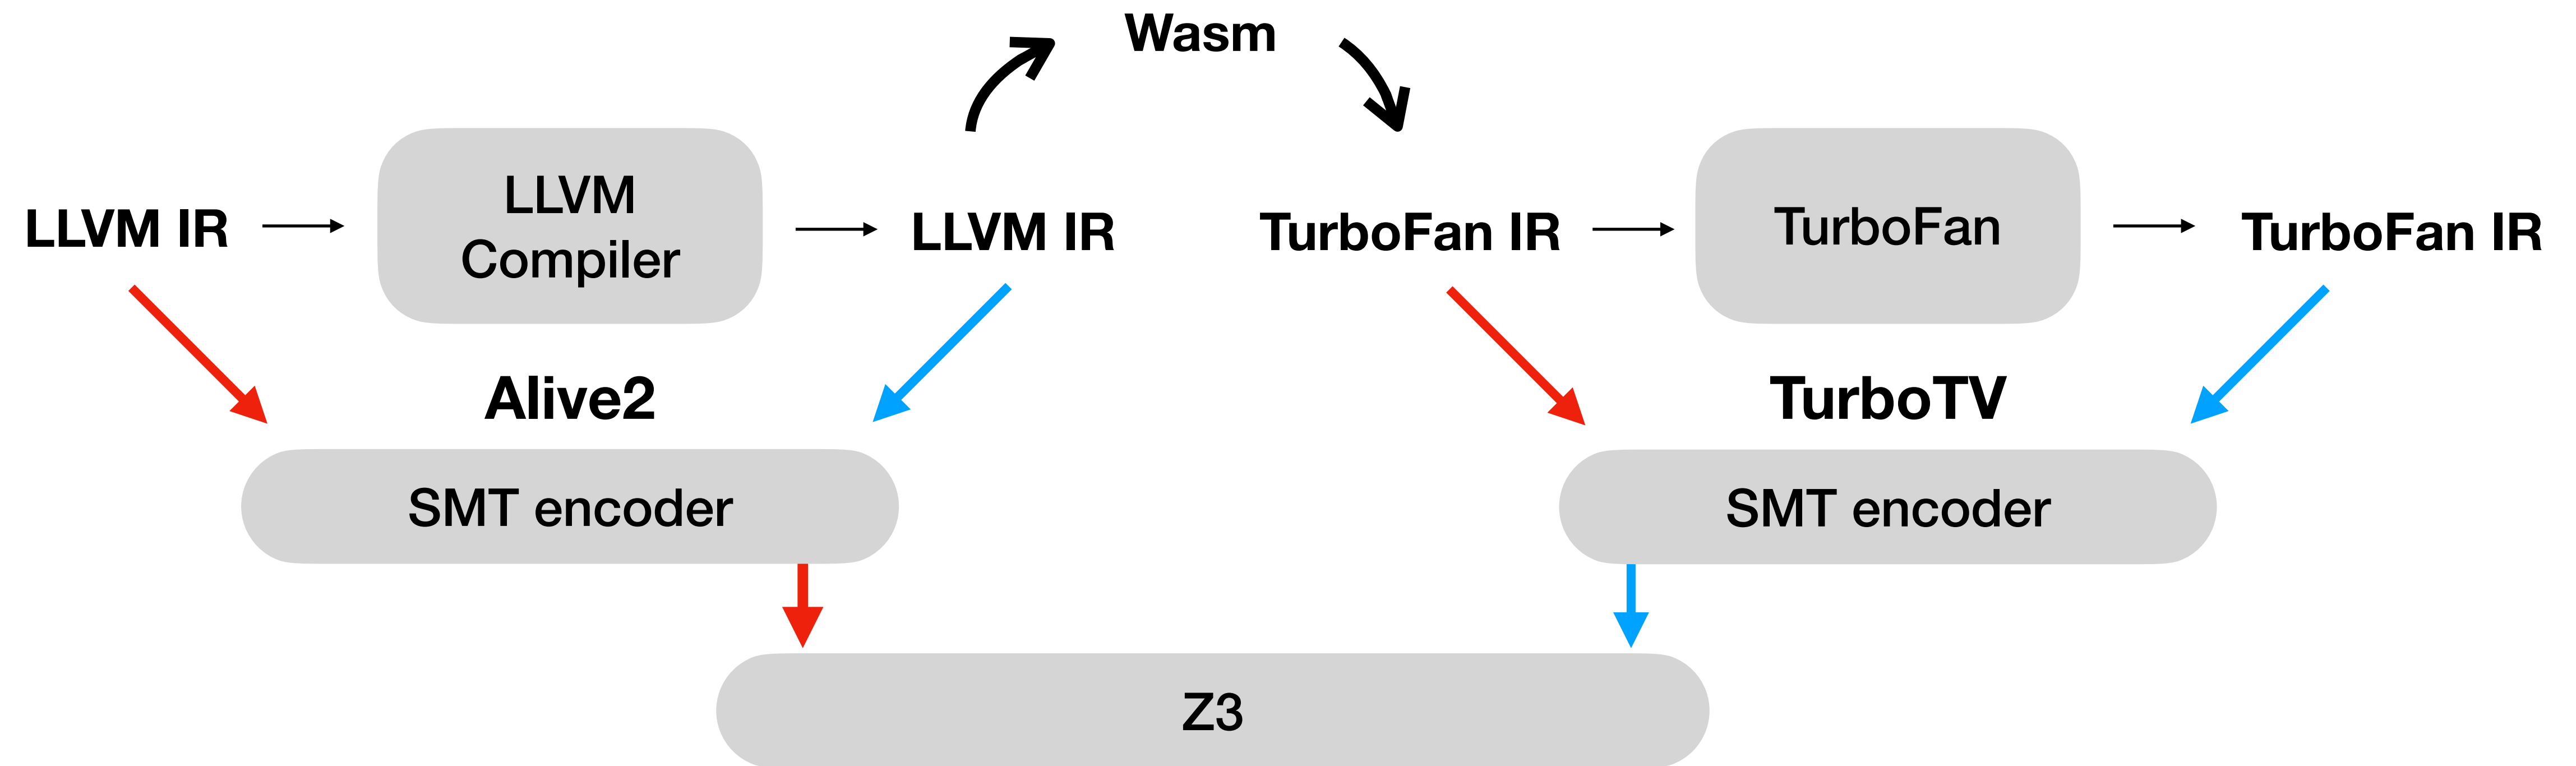 Wasm
LLVM IR
LLVM
Compiler
LLVM IR
TurboFan IR
TurboFan
TurboFan IR
Alive2
TurboTV
SMT encoder
SMT encoder
Z3